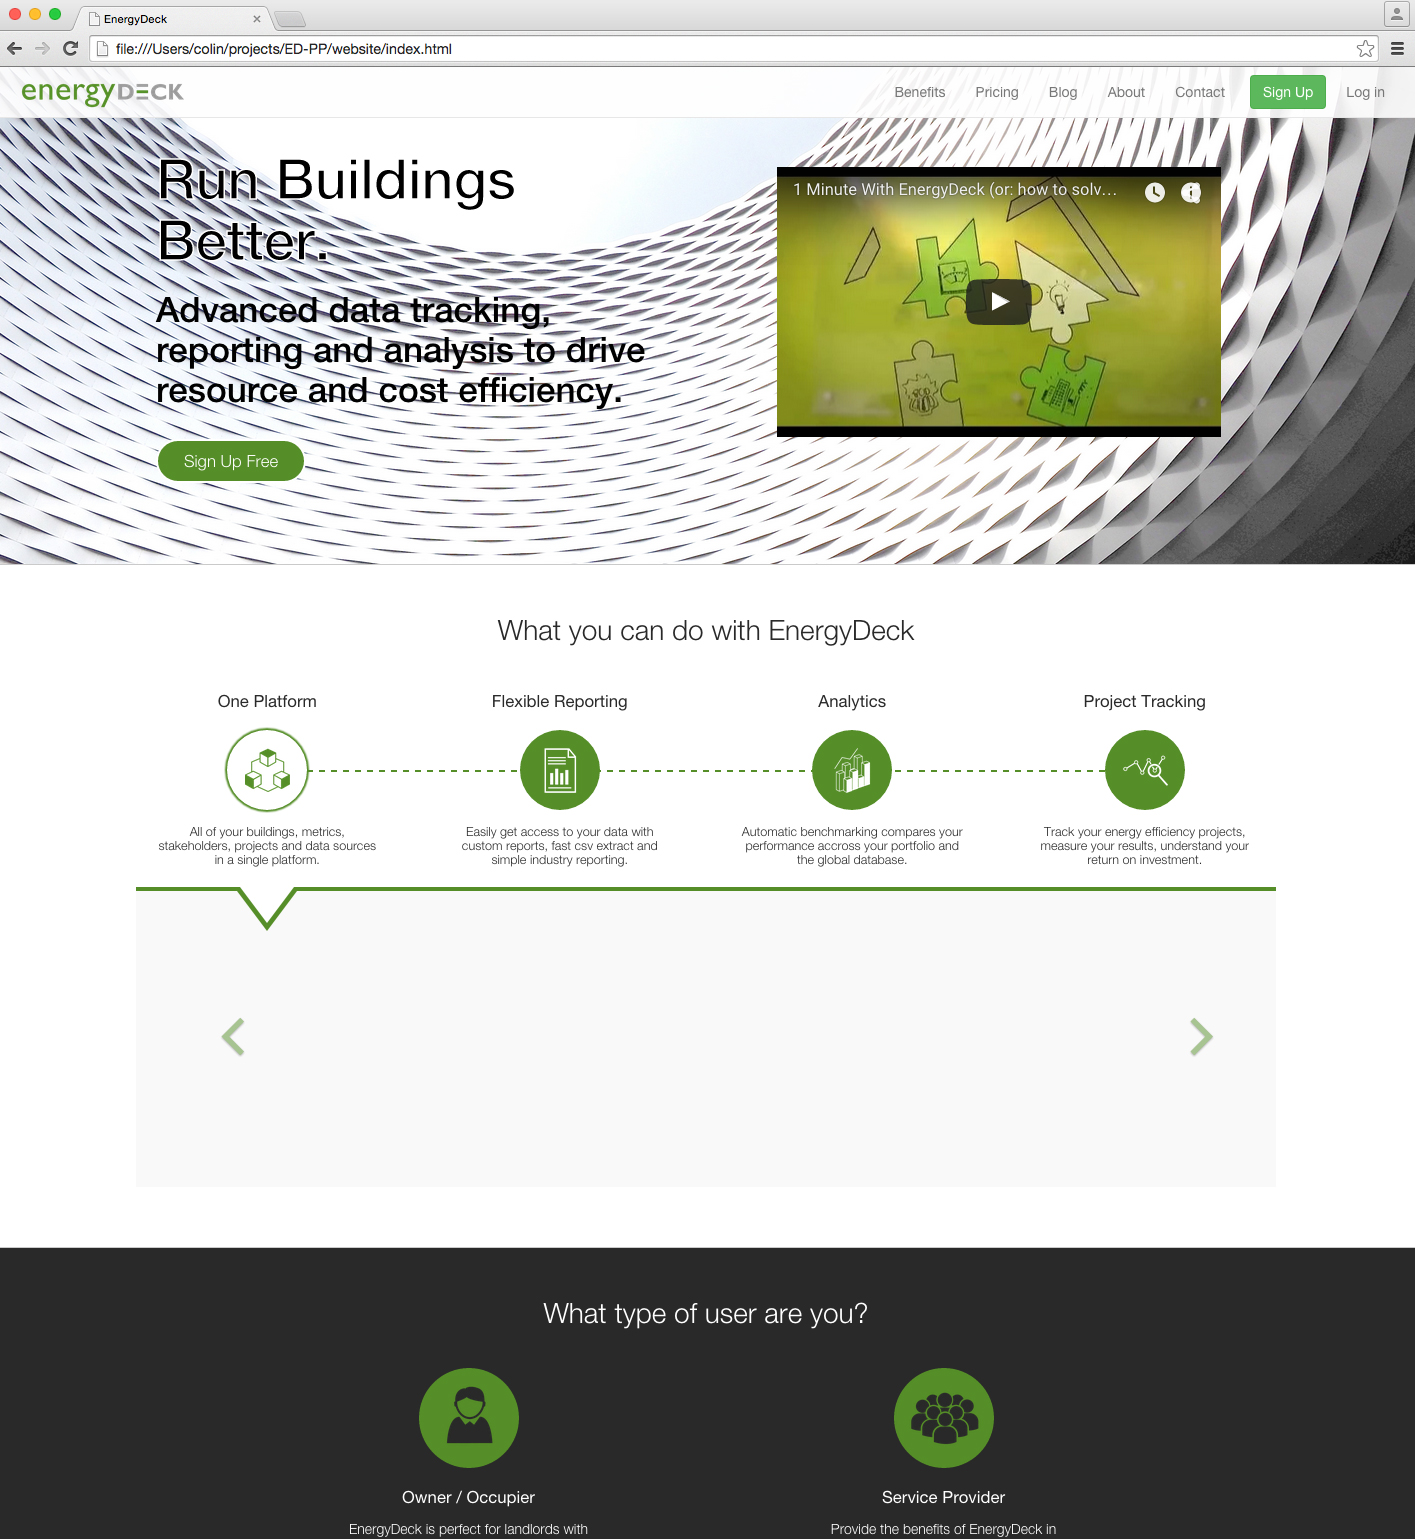 EnergyDeck
file:///Users/colin/projects/ED-PP/website/index.html
energyDECK
Benefits
Pricing
Blog
About
Contact
Sign Up
Log in
Run Buildings
Better.
Advanced data tracking,
reporting and analysis to drive
resource and cost efficiency.
Sign Up Free
1 Minute With EnergyDeck (or: how to solv...
What you can do with EnergyDeck
One Platform
Flexible Reporting
Analytics
Project Tracking
All of your buildings, metrics,
stakeholders, projects and data sources
in a single platform.
Easily get access to your data with
custom reports, fast csv extract and
simple industry reporting.
Automatic benchmarking compares your
performance accross your portfolio and
the global database.
Track your energy efficiency projects,
measure your results, understand your
return on investment.
What type of user are you?
Owner / Occupier
EnergyDeck is perfect for landlords with
Service Provider
Provide the benefits of EnergyDeck in